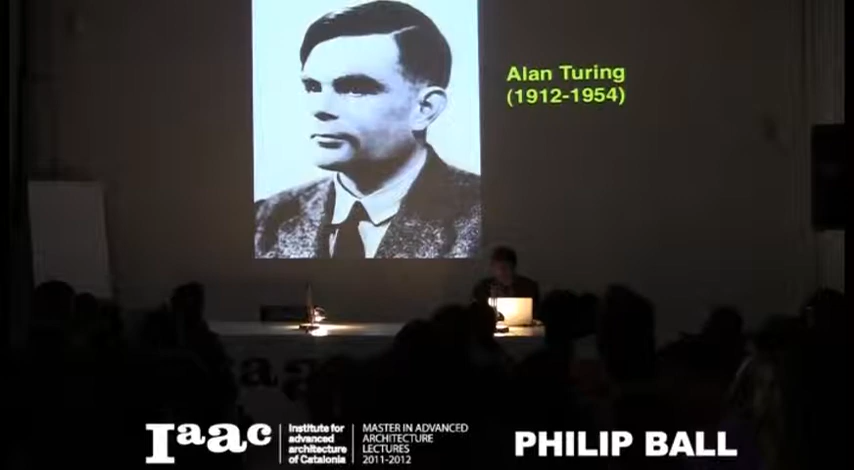 Alan Turing
(1912-1954)
Iaac
Iaac
Institute for
advanced
architecture
of Catalonia
MASTER IN ADVANCED
ARCHITECTURE
LECTURES
2011-2012
PHILIP BALL